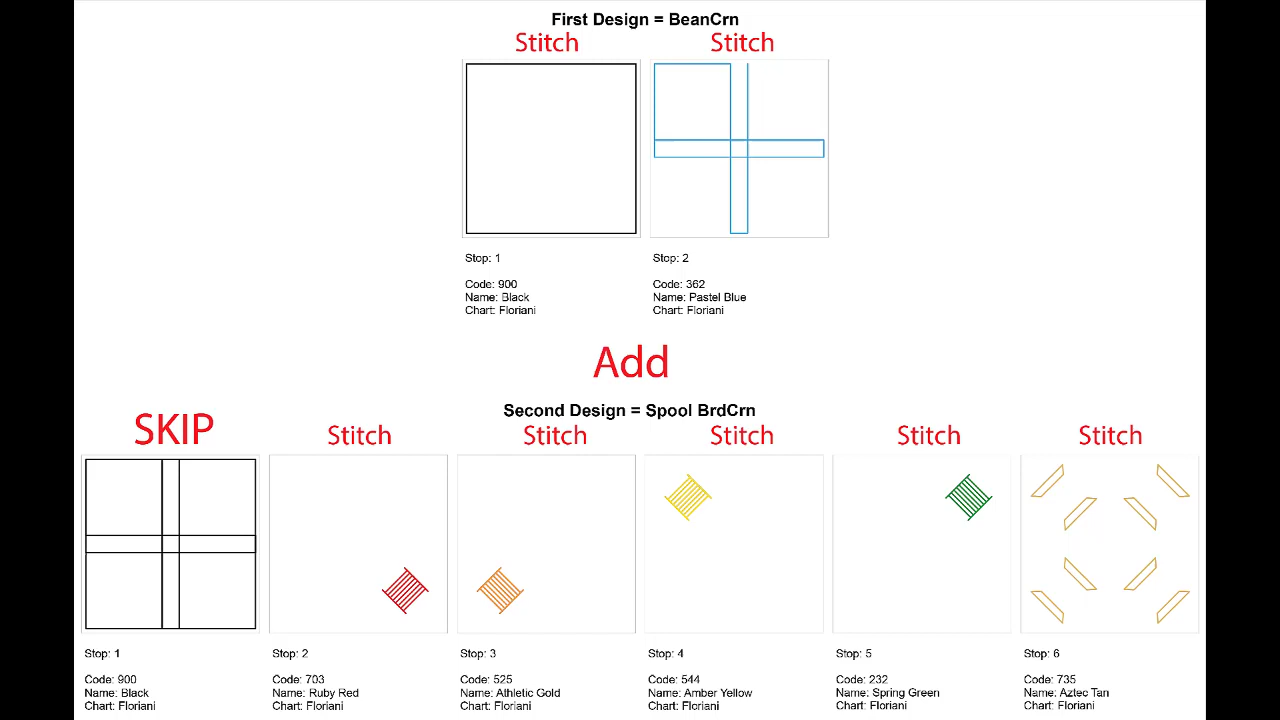 First Design = BeanCrn
Stitch Stitch
Stop: 1 Stop: 2
Code: 900 Code: 362
Name: Black Name: Pastel Blue
Chart: Floriani Chart: Floriani
Add
Second Design = Spool BrdCrn
SKIP Stitch Stitch Stitch Stitch Stitch
Stop: 1 Stop: 2 Stop: 3 Stop: 4 Stop: 5 Stop: 6
Code: 900 Code: 703 Code: 525 Code: 544 Code: 232 Code: 735
Name: Black Name: Ruby Red Name: Athletic Gold Name: Amber Yellow Name: Spring Green Name: Aztec Tan
Chart: Floriani Chart: Floriani Chart: Floriani Chart: Floriani Chart: Floriani Chart: Floriani